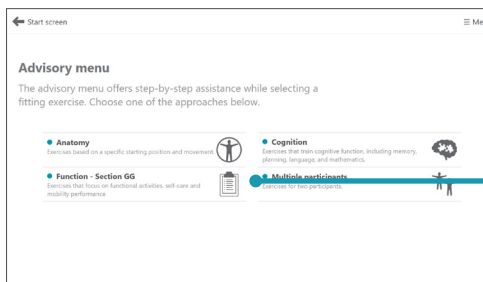 Start screen
Me
Advisory menu
The advisory menu offers step-by-step assistance while selecting a
fitting exercise. Choose one of the approaches below.
Anatomy
Exercises based on a specific starting position and movement.
Cognition
Exercises that train cognitive function, including memory,
planning, language, and mathematics.
Function - Section GG
Exercises that focus on functional activities, self-care and
mobility performance
Multiple participants
Exercises for two participants.